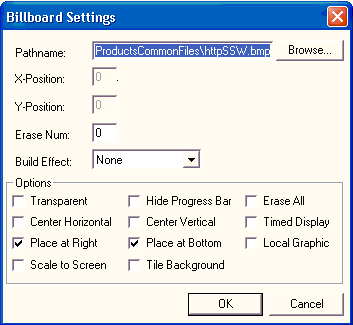 Billboard Settings
Pathname: ProductsCommonFiles\httpSSW.bmp Browse...
X-Position: 0 .
Y-Position: 0
Erase Num: 0
Build Effect: None
Options
Transparent Hide Progress Bar Erase All
Center Horizontal Center Vertical Timed Display
Place at Right Place at Bottom Local Graphic
Scale to Screen Tile Background
OK Cancel